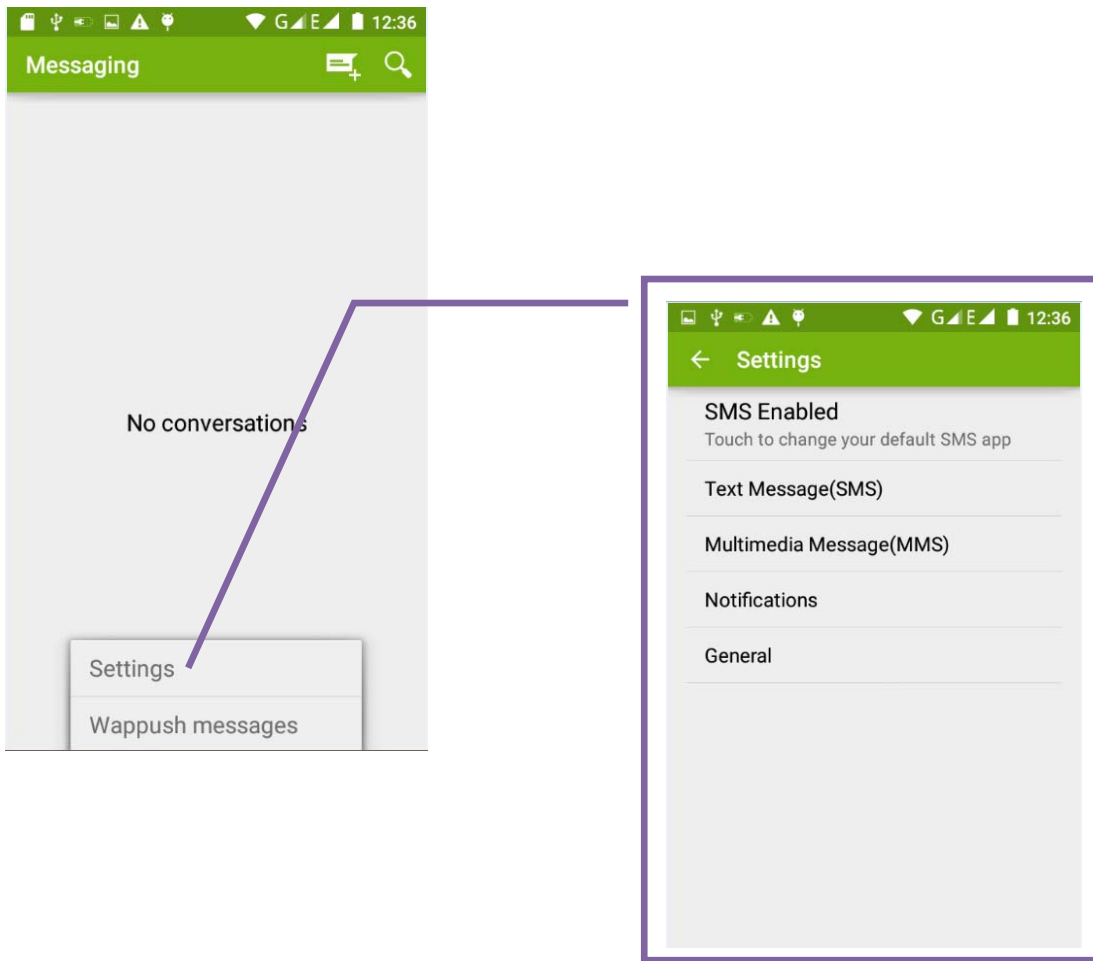 G E 12:36
Messaging
No conversations
Settings
Wappush messages
G E 12:36
Settings
SMS Enabled
Touch to change your default SMS app
Text Message(SMS)
Multimedia Message(MMS)
Notifications
General